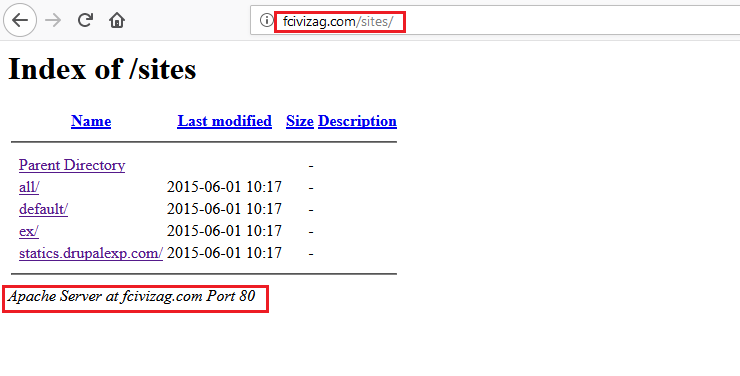 fcivizag.com/sites/
Index of /sites
Name Last modified Size Description
Parent Directory -
all/ 2015-06-01 10:17 -
default/ 2015-06-01 10:17 -
ex/ 2015-06-01 10:17 -
statics.drupalexp.com/ 2015-06-01 10:17 -
Apache Server at fcivizag.com Port 80